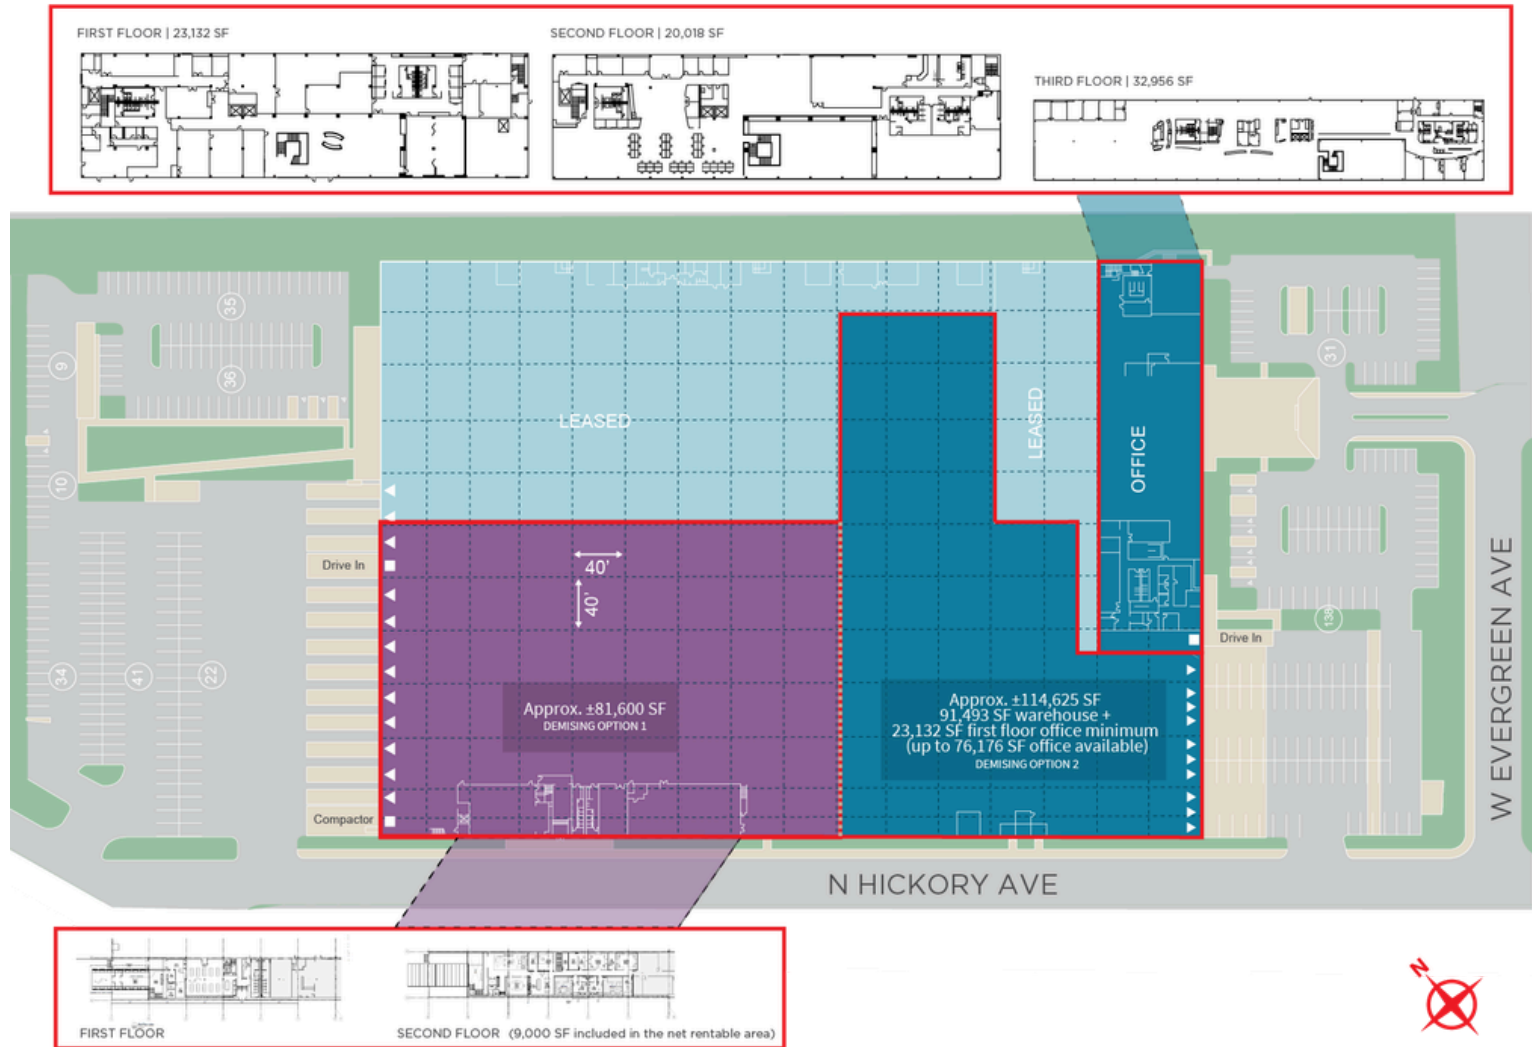 FIRST FLOOR | 23,132 SF
SECOND FLOOR | 20,018 SF
THIRD FLOOR | 32,956 SF
35
36
9
10
34
41
22
31
138
LEASED
LEASED
OFFICE
40'
40'
Drive In
Drive In
Compactor
Approx. ±81,600 SF
DEMISING OPTION 1
Approx. ±114,625 SF
91,493 SF warehouse +
23,132 SF first floor office minimum
(up to 76,176 SF office available)
DEMISING OPTION 2
W EVERGREEN AVE
N HICKORY AVE
FIRST FLOOR
SECOND FLOOR (9,000 SF included in the net rentable area)
N